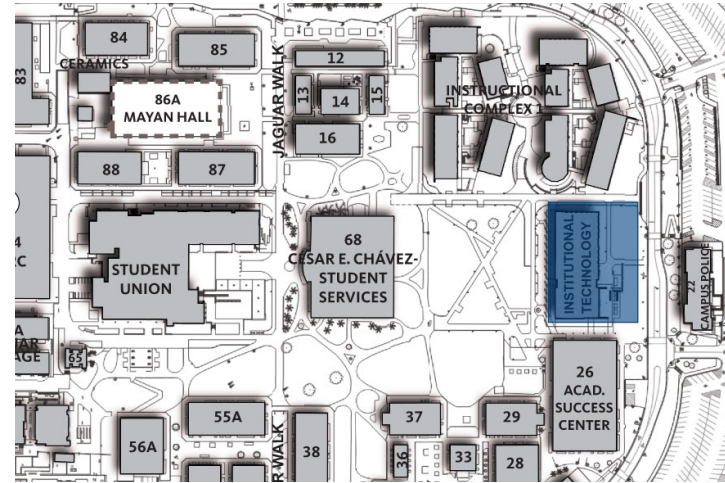 84
85
CERAMICS
83
86A
MAYAN HALL
88
87
JAGUAR WALK
12
13
14
15
16
INSTRUCTIONAL
COMPLEX 1
STUDENT
UNION
68
CÉSAR E. CHÁVEZ-
STUDENT
SERVICES
INSTITUTIONAL
TECHNOLOGY
22
CAMPUS POLICE
65
26
ACAD.
SUCCESS
CENTER
55A
56A
38
37
36
33
29
28